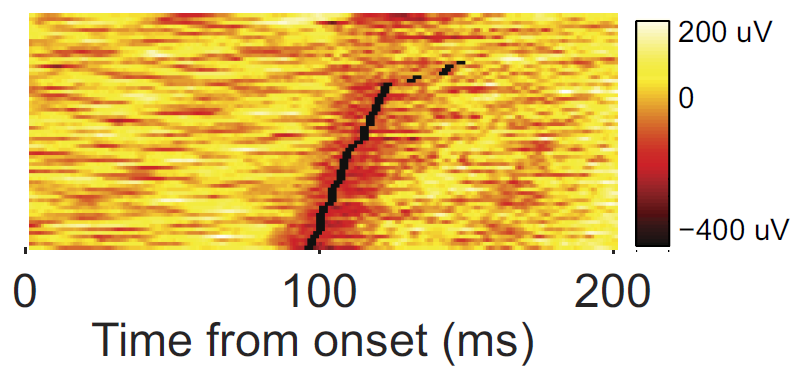 200 uV
0
−400 uV
0 100 200
Time from onset (ms)